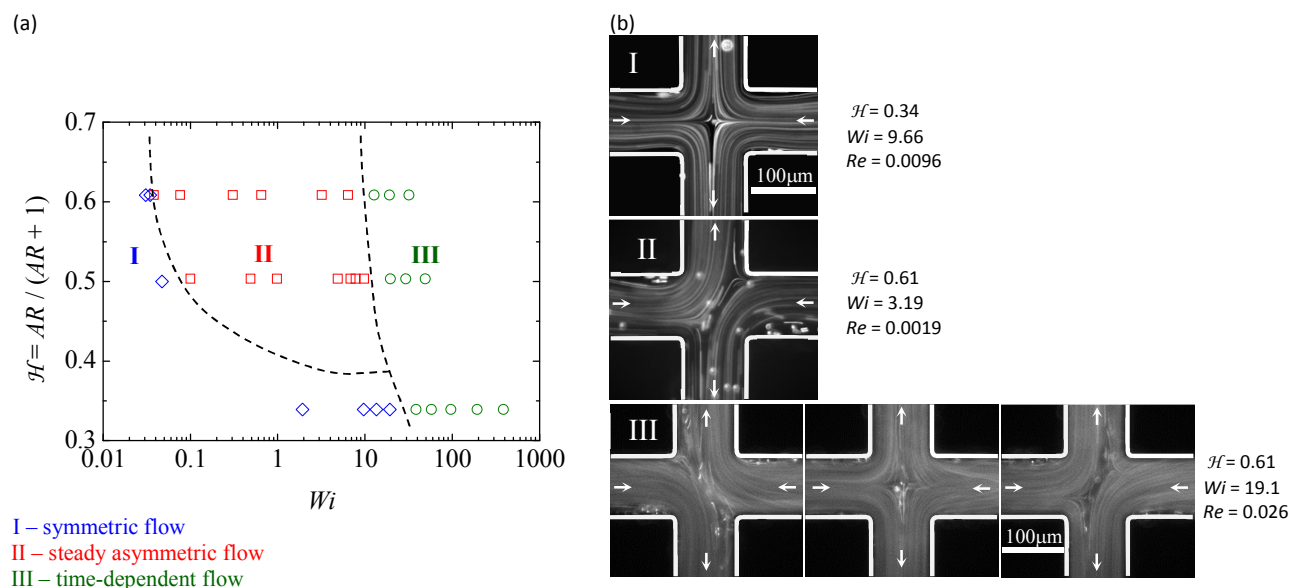 (a)
0.7
0.6
0.5
0.4
0.3
ℋ = AR / (AR + 1)
I
II
III
0.01
0.1
1
10
100
1000
Wi
I – symmetric flow
II – steady asymmetric flow
III – time-dependent flow
(b)
I
100μm
ℋ = 0.34
Wi = 9.66
Re = 0.0096
II
ℋ = 0.61
Wi = 3.19
Re = 0.0019
III
100μm
ℋ = 0.61
Wi = 19.1
Re = 0.026